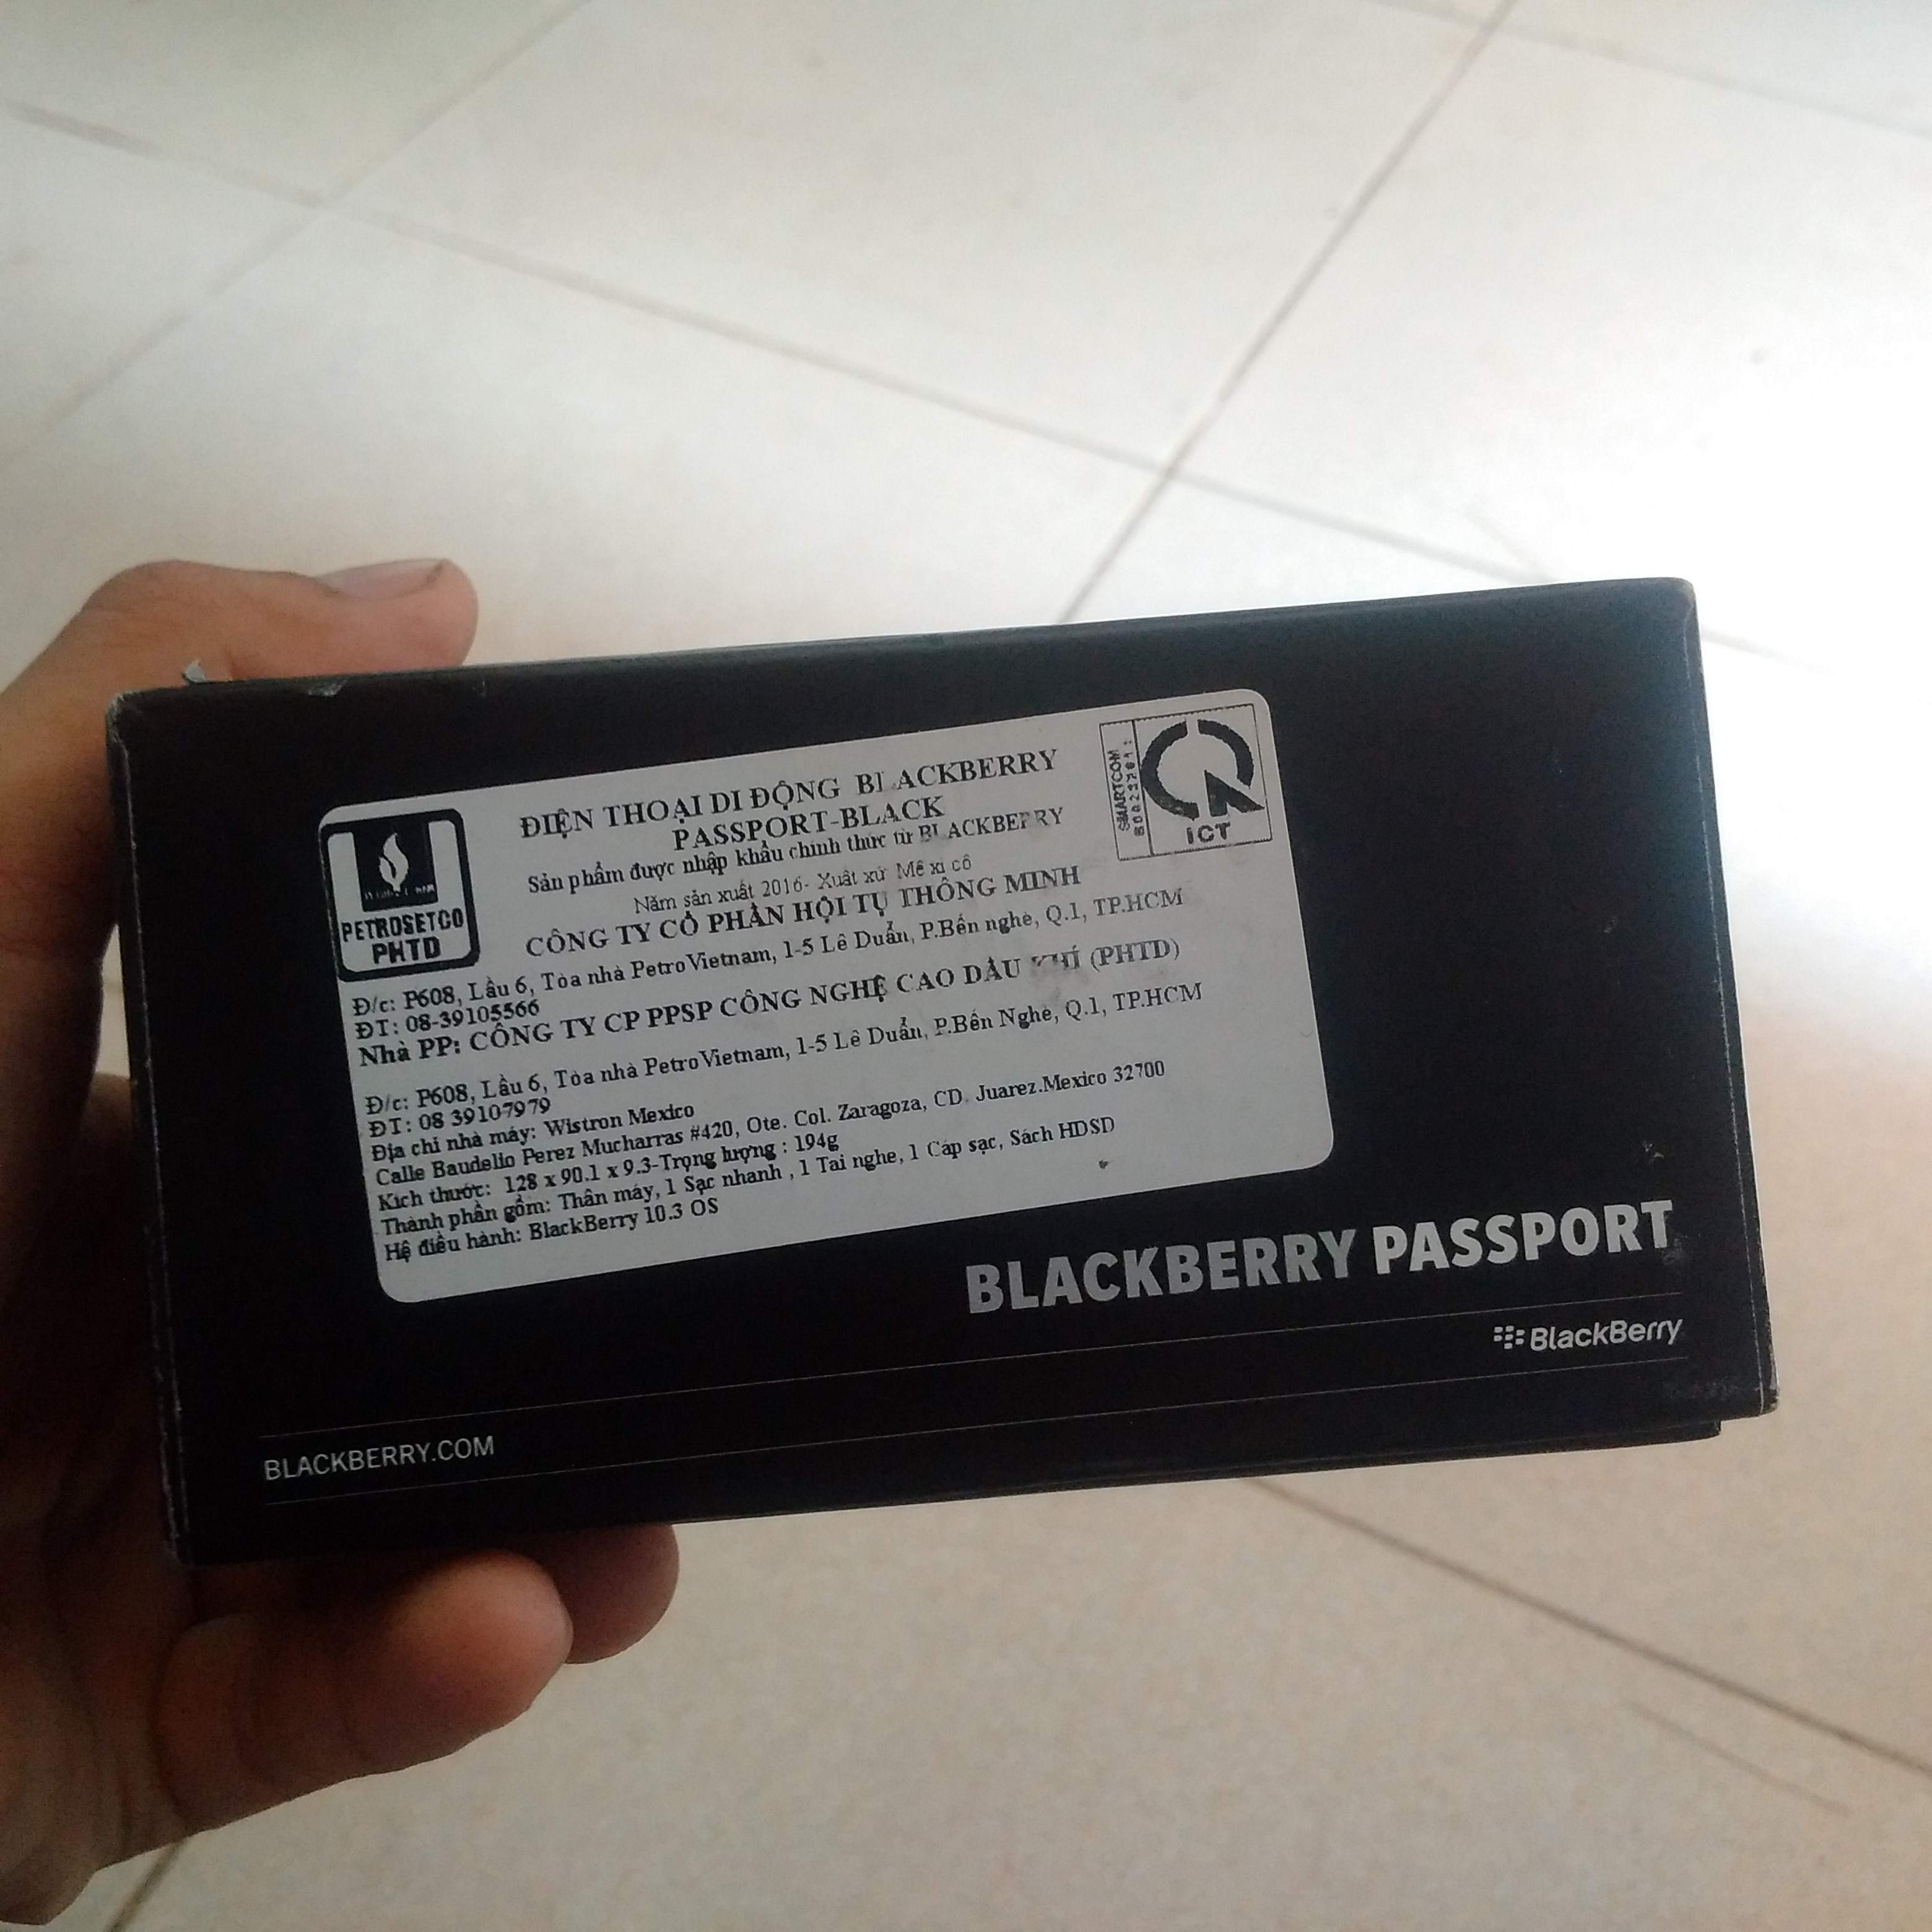 PETROSETCO
PHTD
ĐIỆN THOẠI DI ĐỘNG BLACKBERRY
PASSPORT-BLACK
Sản phẩm được nhập khẩu chính thức từ BLACKBERRY
Năm sản xuất 2016- Xuất xứ Mê xi cô
CÔNG TY CỔ PHẦN HỘI TỤ THÔNG MINH
Đ/c: P608, Lầu 6, Tòa nhà PetroVietnam, 1-5 Lê Duẩn, P.Bến nghé, Q.1, TP.HCM
ĐT: 08-39105566
Nhà PP: CÔNG TY CP PPSP CÔNG NGHỆ CAO DẦU KHÍ (PHTD)
Đ/c: P608, Lầu 6, Tòa nhà PetroVietnam, 1-5 Lê Duẩn, P.Bến Nghé, Q.1, TP.HCM
ĐT: 08 39107979
Địa chỉ nhà máy: Wistron Mexico
Calle Baudelio Perez Mucharras #420, Ote. Col. Zaragoza, CD. Juarez.Mexico 32700
Kích thước: 128 x 90.1 x 9.3-Trọng lượng : 194g
Thành phần gồm: Thân máy, 1 Sạc nhanh , 1 Tai nghe, 1 Cáp sạc, Sách HDSD
Hệ điều hành: BlackBerry 10.3 OS
SMARTCOM
ICT
BLACKBERRY PASSPORT
BlackBerry
BLACKBERRY.COM